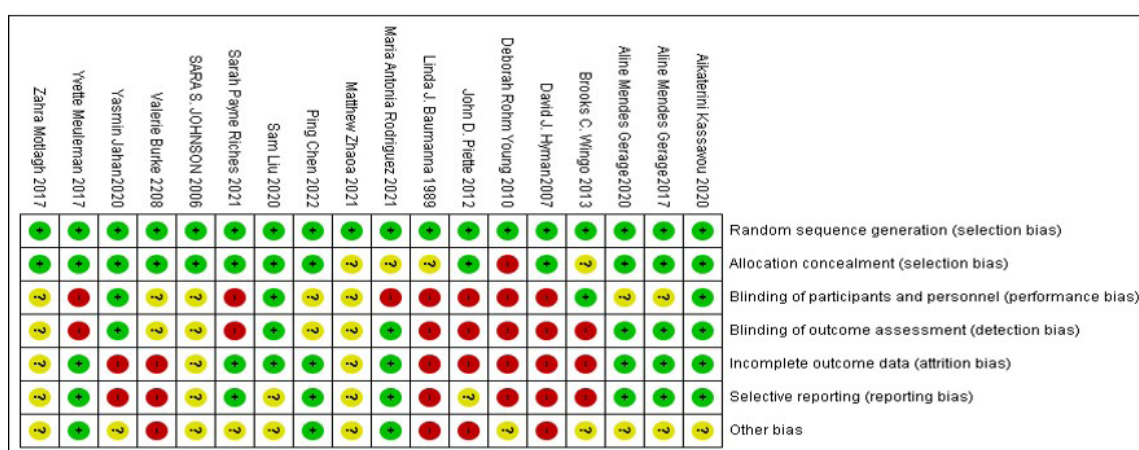 Zahra Motlagh 2017
Yvette Meuleman 2017
Yasmin Jahan2020
Valerie Burke 2208
SARA S. JOHNSON 2006
Sarah Payne Riches 2021
Sam Liu 2020
Ping Chen 2022
Matthew Zhaoa 2021
Maria Antonia Rodriguez 2021
Linda J. Baumanna 1989
John D. Piette 2012
Deborah Rohm Young 2010
David J. Hyman2007
Brooks C. Wingo 2013
Aline Mendes Gerage2020
Aline Mendes Gerage2017
Aikaterini Kassavou 2020
+ + + + + + + + + + + + + + + + + + Random sequence generation (selection bias)
+ + + + + + + + ? ? ? + - + ? + + + Allocation concealment (selection bias)
? - + ? ? - + ? ? - - - - - + ? ? + Blinding of participants and personnel (performance bias)
? - + ? ? - + ? ? + - - - - - + + + Blinding of outcome assessment (detection bias)
? + - - ? + + + ? + - - - - - + + + Incomplete outcome data (attrition bias)
? + - - ? + ? + ? + - ? - - - + + + Selective reporting (reporting bias)
? + ? - ? ? ? + ? + - - ? - ? ? ? ? Other bias